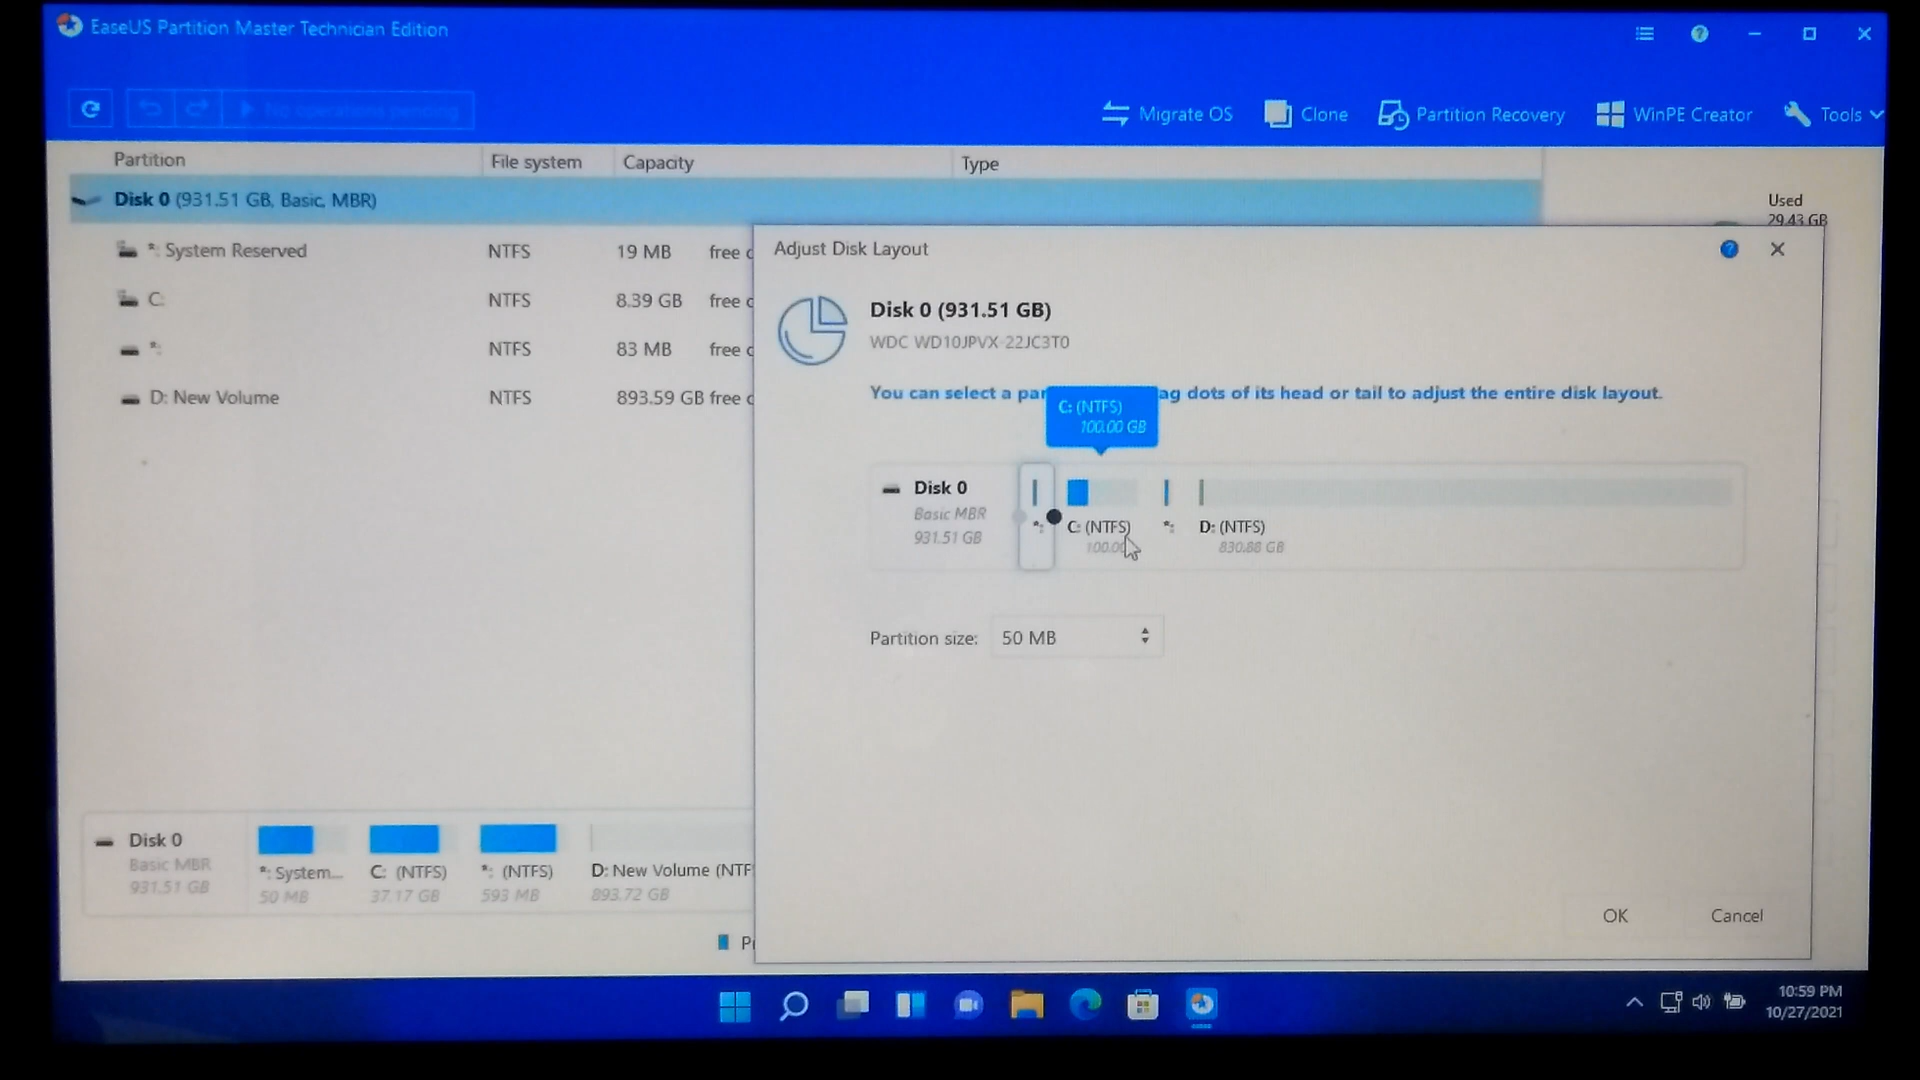 EaseUS Partition Master Technician Edition
No operations pending
Migrate OS
Clone
Partition Recovery
WinPE Creator
Tools
Partition
File system
Capacity
Type
Disk 0 (931.51 GB, Basic, MBR)
Used
29.43 GB
*: System Reserved NTFS 19 MB free
C: NTFS 8.39 GB free
*: NTFS 83 MB free
D: New Volume NTFS 893.59 GB free
Adjust Disk Layout
Disk 0 (931.51 GB)
WDC WD10JPVX-22JC3T0
You can select a par ag dots of its head or tail to adjust the entire disk layout.
C: (NTFS)
100.00 GB
Disk 0
Basic MBR
931.51 GB
*:
C: (NTFS)
100.00
*:
D: (NTFS)
830.88 GB
Partition size: 50 MB
OK
Cancel
Disk 0
Basic MBR
931.51 GB
*: System...
50 MB
C: (NTFS)
37.17 GB
*: (NTFS)
593 MB
D: New Volume (NTF
893.72 GB
10:59 PM
10/27/2021